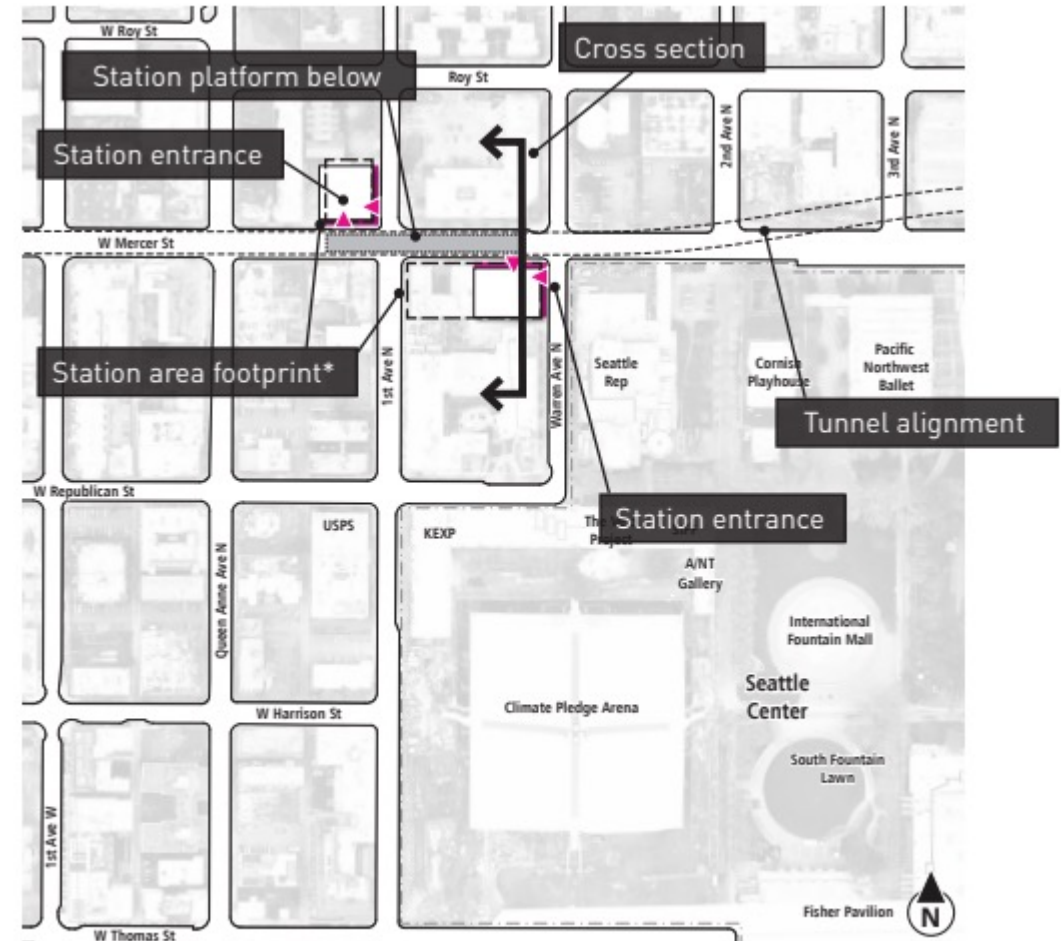 W Roy St
Cross section
Station platform below
Roy St
Station entrance
2nd Ave N
3rd Ave N
W Mercer St
Station area footprint*
1st Ave N
Warren Ave N
Seattle
Rep
Cornish
Playhouse
Pacific
Northwest
Ballet
Tunnel alignment
W Republican St
Station entrance
USPS
KEXP
The
Project
A/NT
Gallery
Queen Anne Ave N
International
Fountain Mall
Seattle
Center
Climate Pledge Arena
W Harrison St
South Fountain
Lawn
1st Ave W
Fisher Pavilion
N
W Thomas St